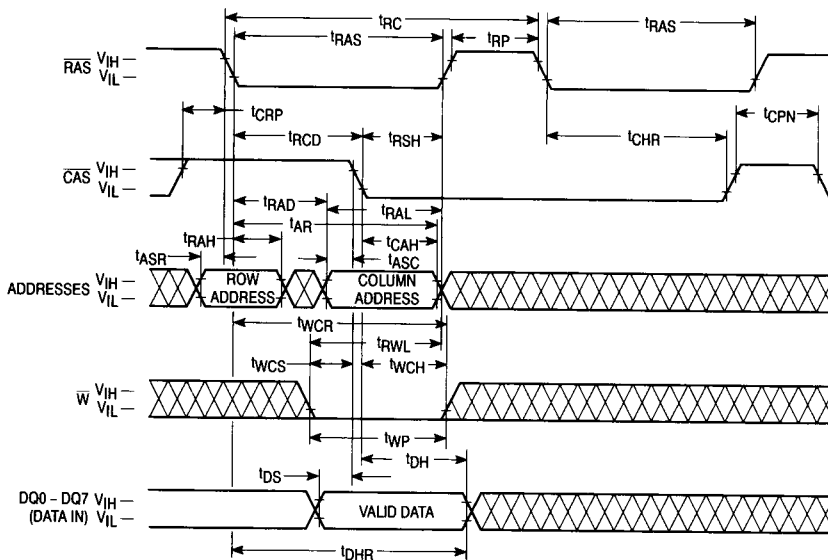 tRC
tRAS tRP tRAS
RAS VIH
VIL
tCRP tCPN
tRCD tRSH tCHR
CAS VIH
VIL
tRAD tRAL
tAR
tRAH tCAH
tASR tASC
ADDRESSES VIH
VIL
ROW ADDRESS
COLUMN ADDRESS
tWCR
tRWL
tWCS tWCH
W VIH
VIL
tWP
tDH
tDS
DQ0 – DQ7 VIH
(DATA IN) VIL
VALID DATA
tDHR